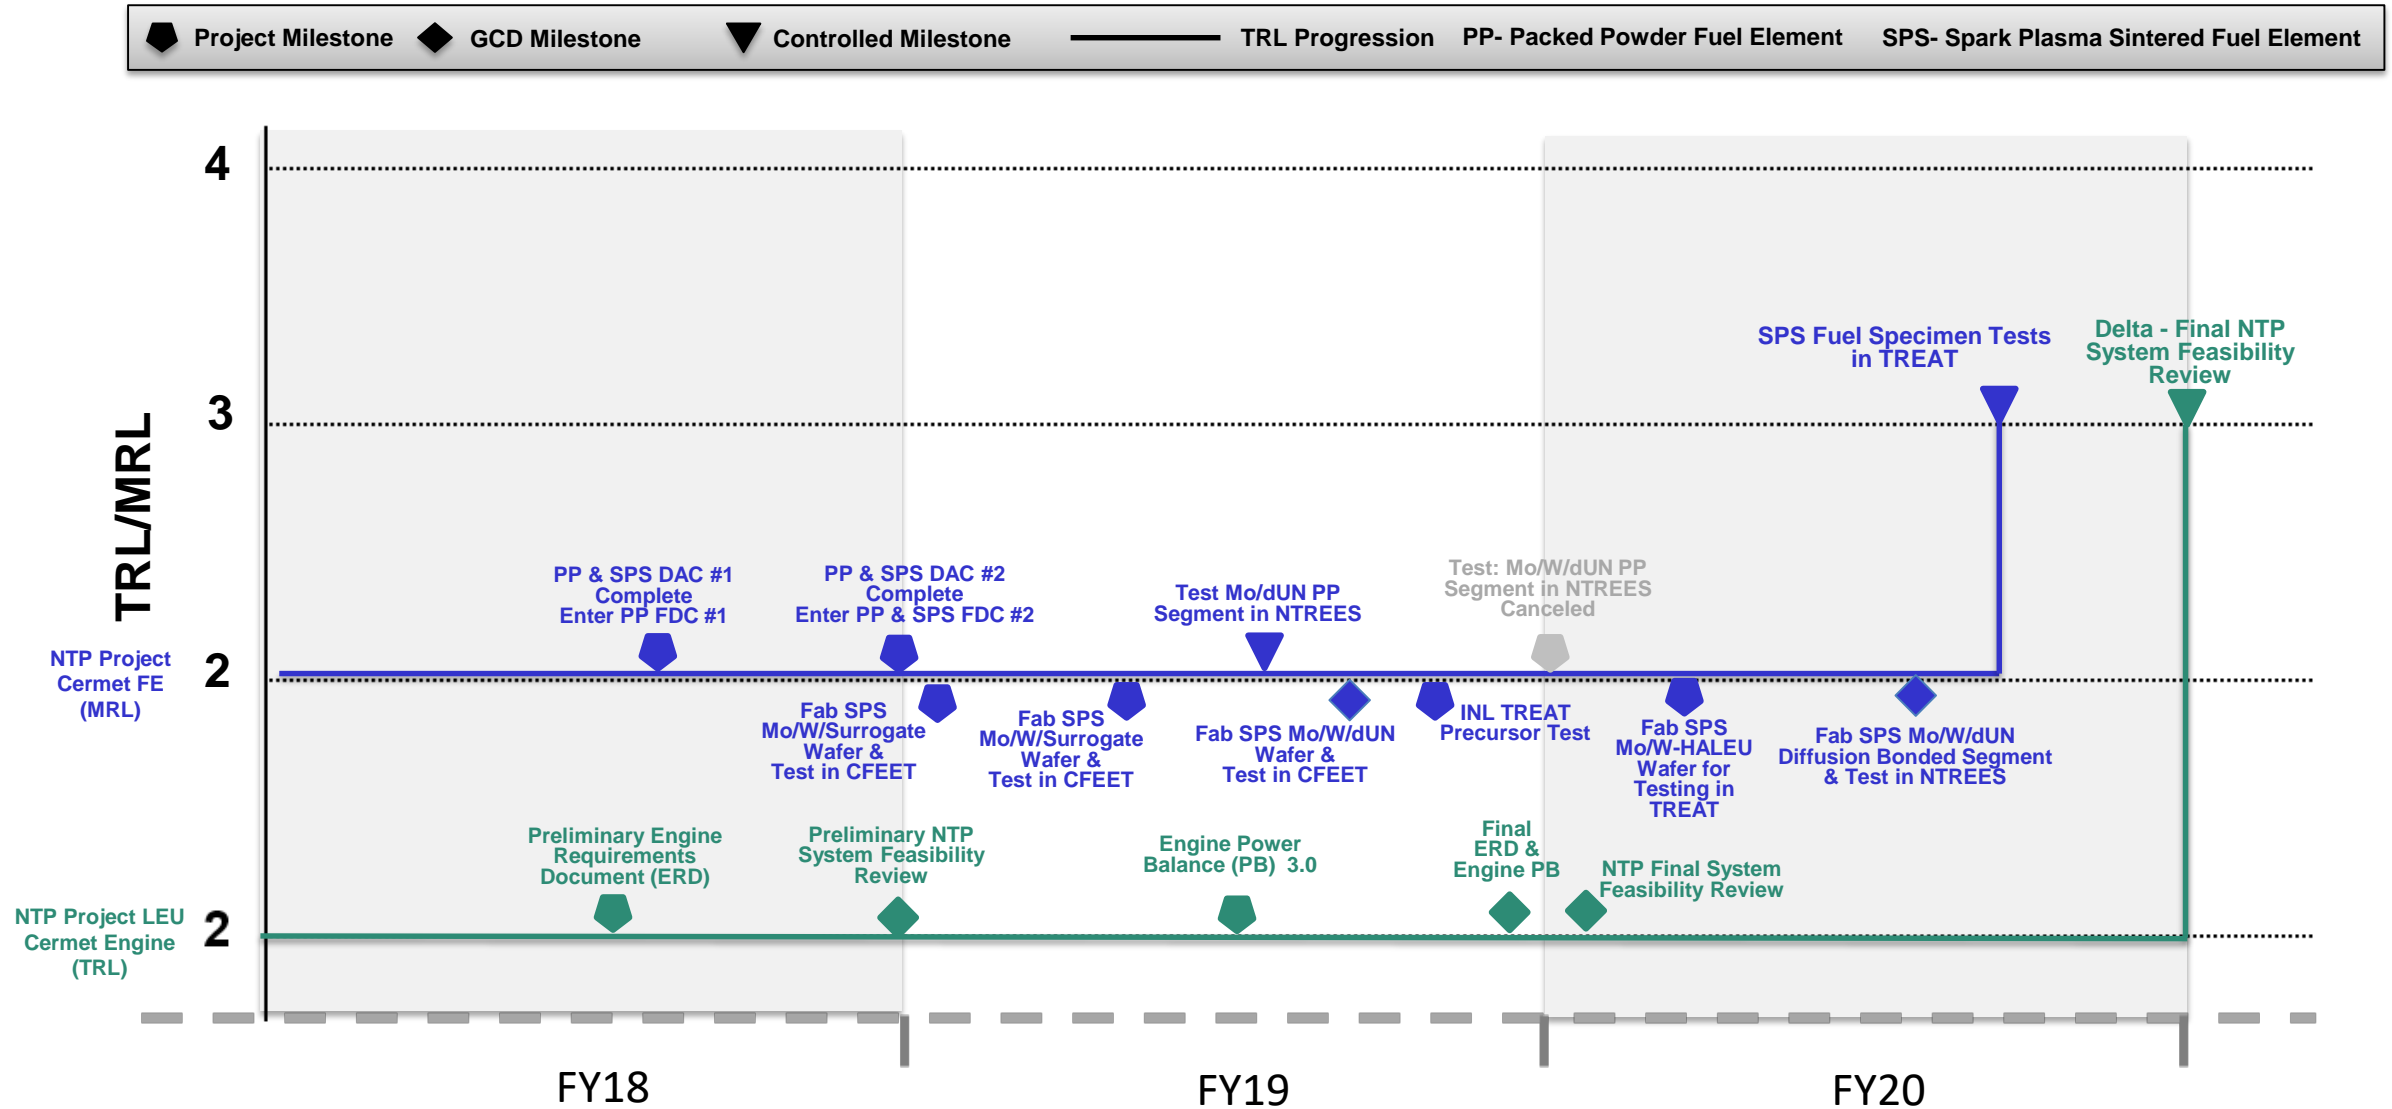 Project Milestone
GCD Milestone
Controlled Milestone
TRL Progression
PP- Packed Powder Fuel Element
SPS- Spark Plasma Sintered Fuel Element
TRL/MRL
4
3
2
2
NTP Project
Cermet FE
(MRL)
NTP Project LEU
Cermet Engine
(TRL)
SPS Fuel Specimen Tests
in TREAT
Delta - Final NTP
System Feasibility
Review
PP & SPS DAC #1
Complete
Enter PP FDC #1
PP & SPS DAC #2
Complete
Enter PP & SPS FDC #2
Test Mo/dUN PP
Segment in NTREES
Test: Mo/W/dUN PP
Segment in NTREES
Canceled
Fab SPS
Mo/W/Surrogate
Wafer &
Test in CFEET
Fab SPS
Mo/W/Surrogate
Wafer &
Test in CFEET
Fab SPS Mo/W/dUN
Wafer &
Test in CFEET
INL TREAT
Precursor Test
Fab SPS
Mo/W-HALEU
Wafer for
Testing in
TREAT
Fab SPS Mo/W/dUN
Diffusion Bonded Segment
& Test in NTREES
Preliminary Engine
Requirements
Document (ERD)
Preliminary NTP
System Feasibility
Review
Engine Power
Balance (PB) 3.0
Final
ERD &
Engine PB
NTP Final System
Feasibility Review
FY18
FY19
FY20